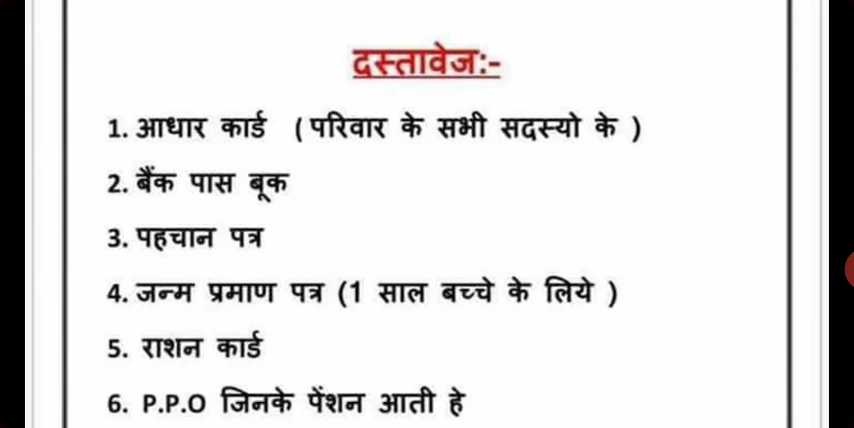 दस्तावेज:-
1. आधार कार्ड ( परिवार के सभी सदस्यो के )
2. बैंक पास बूक
3. पहचान पत्र
4. जन्म प्रमाण पत्र (1 साल बच्चे के लिये )
5. राशन कार्ड
6. P.P.O जिनके पेंशन आती हे